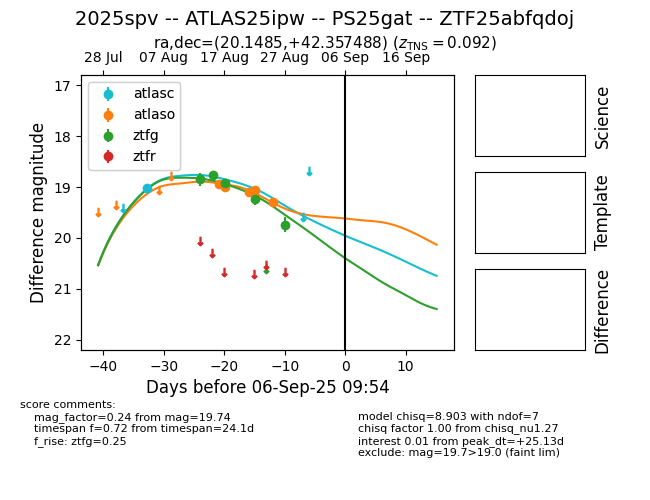 2025spv -- ATLAS25ipw -- PS25gat -- ZTF25abfqdoj
ra,dec=(20.1485,+42.357488) (z_TNS = 0.092)
28 Jul 07 Aug 17 Aug 27 Aug 06 Sep 16 Sep
atlasc
atlaso
ztfg
ztfr
17
18
19
20
21
22
Difference magnitude
−40 −30 −20 −10 0 10
Days before 06-Sep-25 09:54
Science
Template
Difference
score comments:
mag_factor=0.24 from mag=19.74
timespan f=0.72 from timespan=24.1d
f_rise: ztfg=0.25
model chisq=8.903 with ndof=7
chisq factor 1.00 from chisq_nu1.27
interest 0.01 from peak_dt=+25.13d
exclude: mag=19.7>19.0 (faint lim)